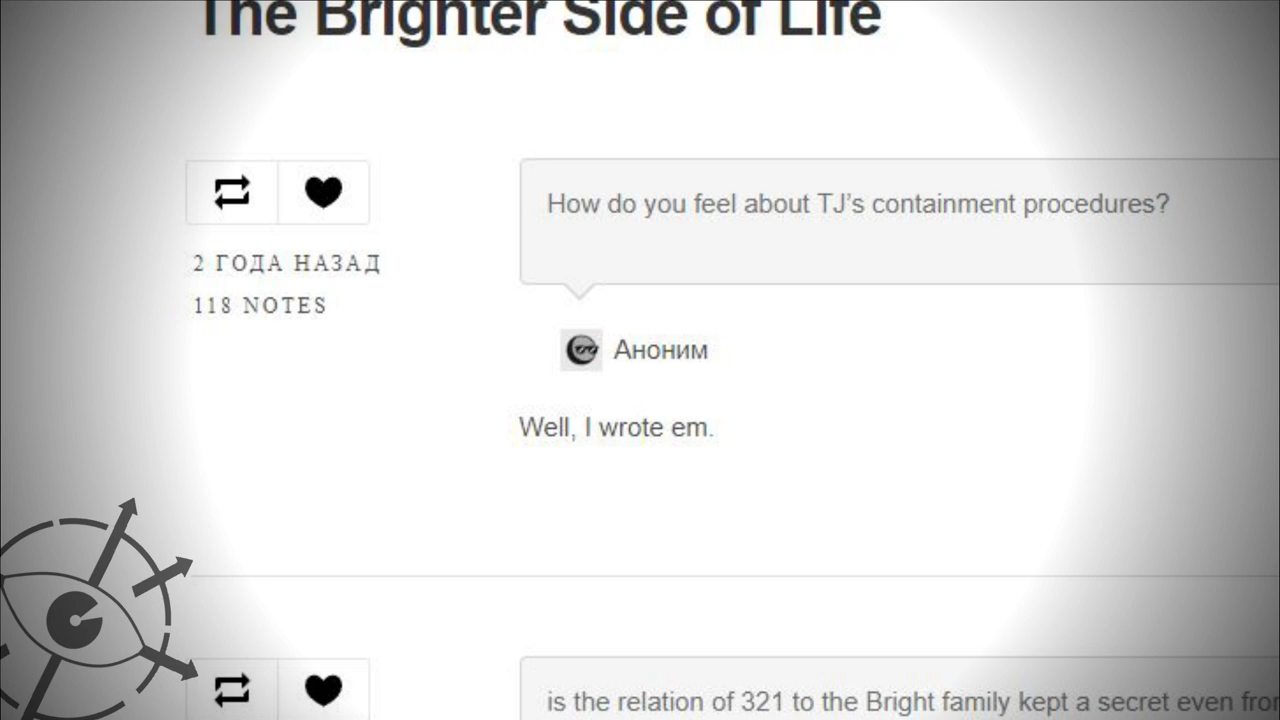 The Brighter Side of Life
How do you feel about TJ’s containment procedures?
2 ГОДА НАЗАД
118 NOTES
Аноним
Well, I wrote em.
is the relation of 321 to the Bright family kept a secret even